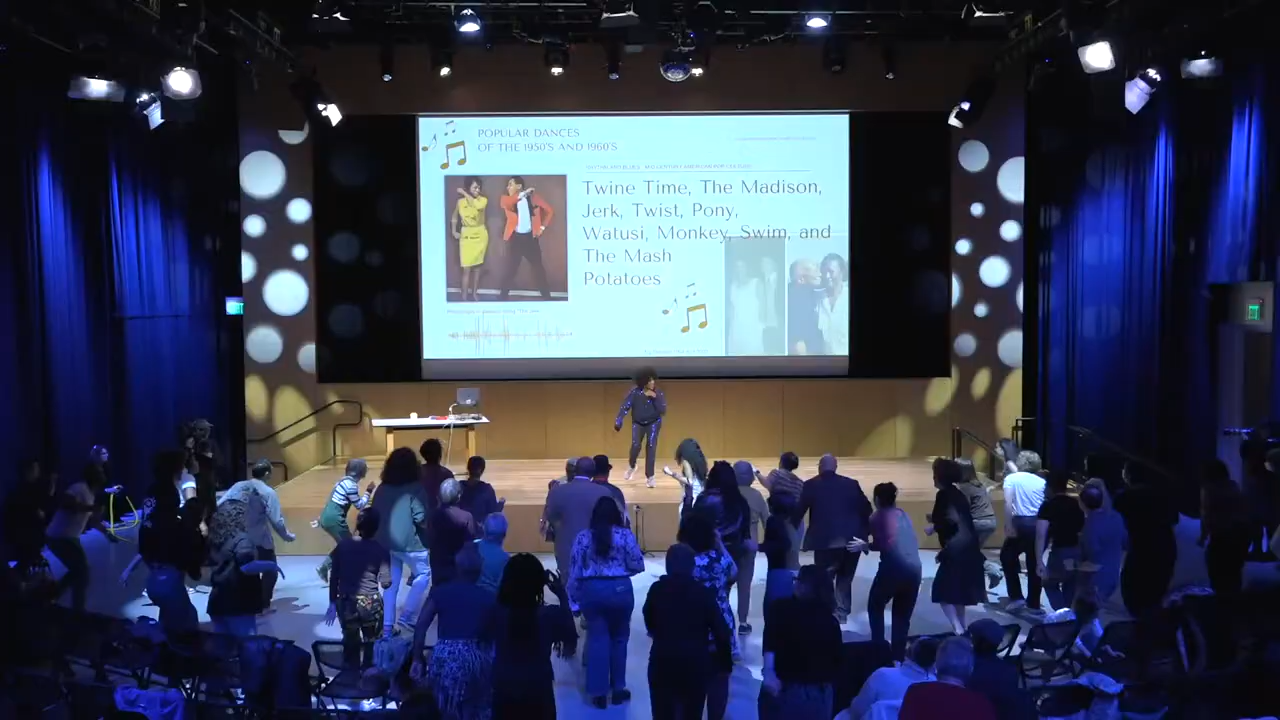 POPULAR DANCES
OF THE 1950'S AND 1960'S
Twine Time, The Madison,
Jerk, Twist, Pony,
Watusi, Monkey, Swim, and
The Mash
Potatoes